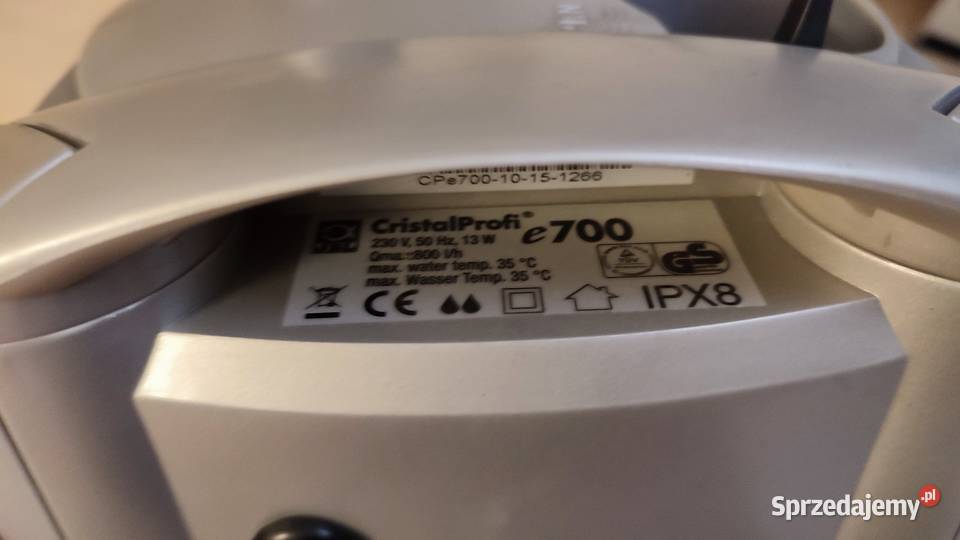 CPe700-10-15-1266
CristalProfi® e700
230 V, 50 Hz, 13 W
800 l/h
max. water temp. 35 °C
max. Wasser Temp. 35 °C
CE IPX8
Sprzedajemy.pl